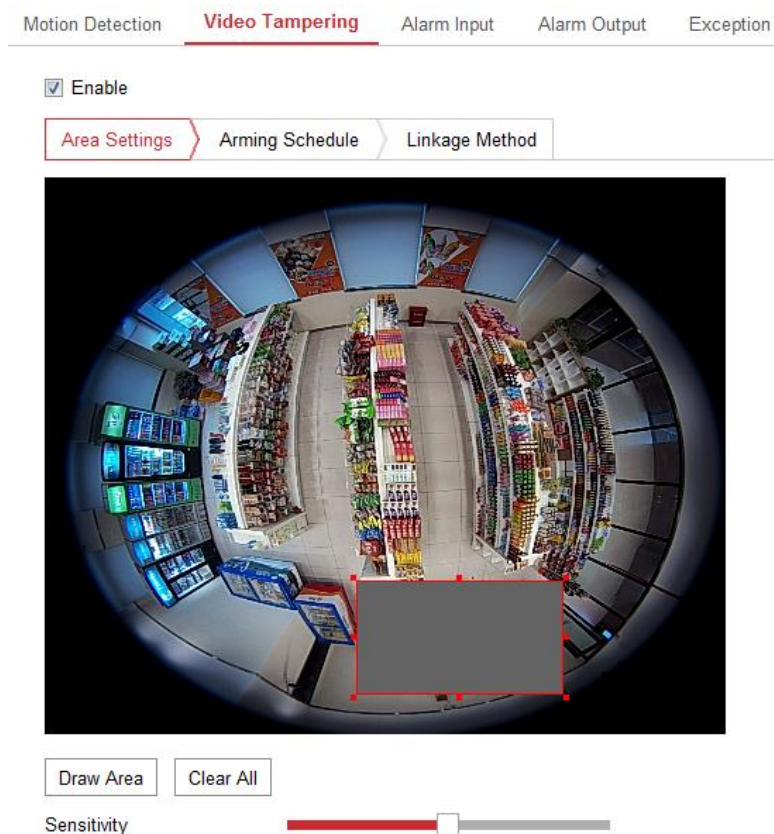 Motion Detection Video Tampering Alarm Input Alarm Output Exception
Enable
Area Settings Arming Schedule Linkage Method
Draw Area Clear All
Sensitivity